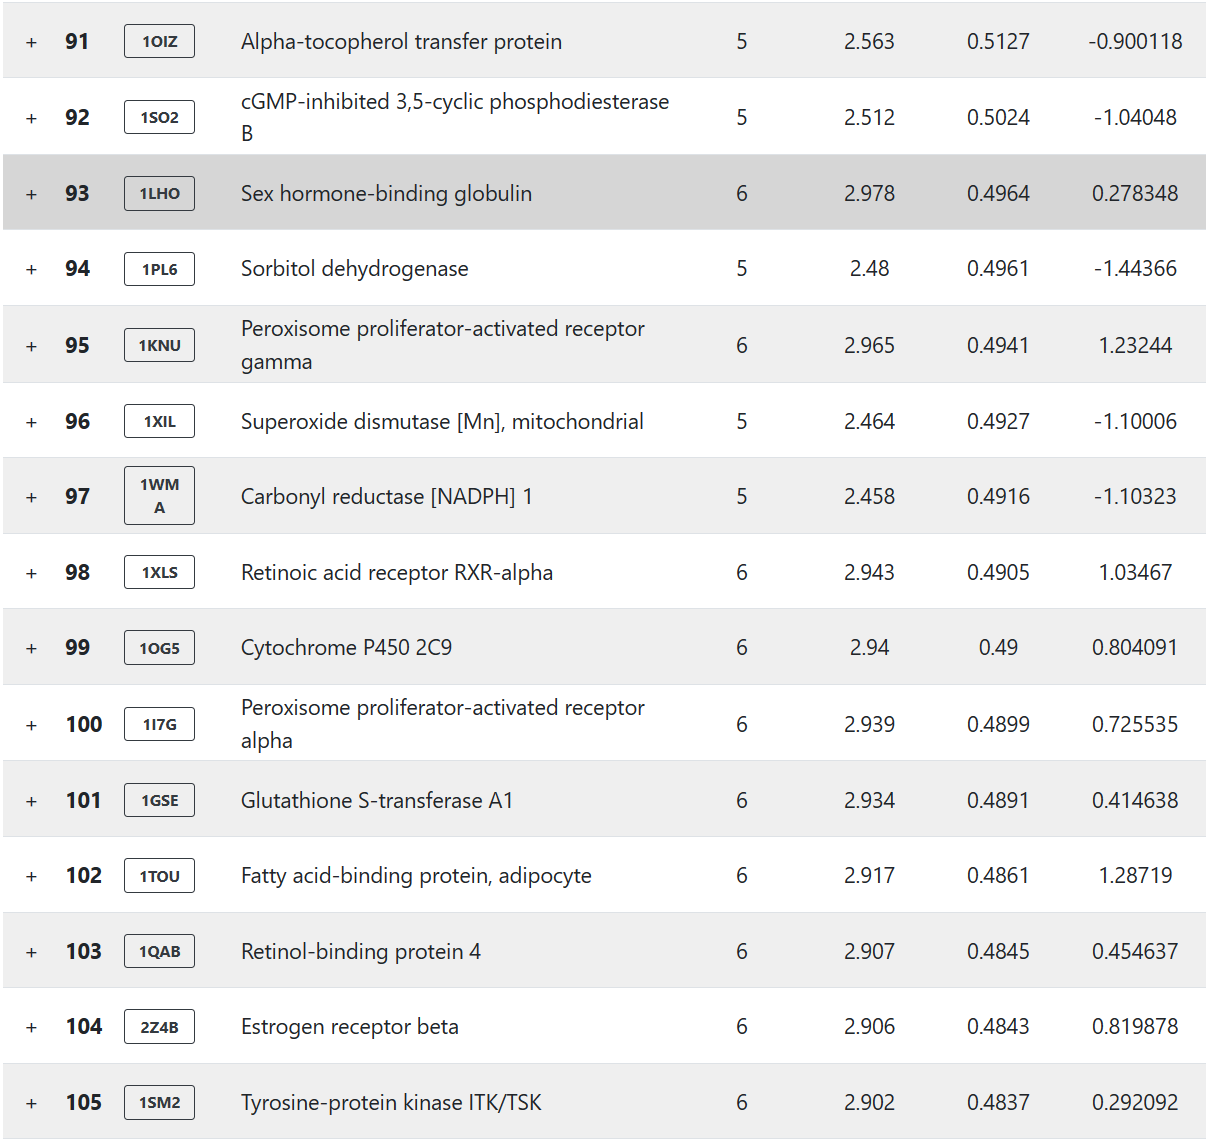 + 91 1OIZ Alpha-tocopherol transfer protein 5 2.563 0.5127 -0.900118
cGMP-inhibited 3,5-cyclic phosphodiesterase
+ 92 1SO2 5 2.512 0.5024 -1.04048
B
+ 93 1LHO Sex hormone-binding globulin 6 2.978 0.4964 0.278348
+ 94 1PL6 Sorbitol dehydrogenase 5 2.48 0.4961 -1.44366
Peroxisome proliferator-activated receptor
+ 95 1KNU 6 2.965 0.4941 1.23244
gamma
+ 96 1XIL Superoxide dismutase [Mn], mitochondrial 5 2.464 0.4927 -1.10006
1WM
+ 97 Carbonyl reductase [NADPH] 1 5 2.458 0.4916 -1.10323
A
+ 98 1XLS Retinoic acid receptor RXR-alpha 6 2.943 0.4905 1.03467
+ 99 1OG5 Cytochrome P450 2C9 6 2.94 0.49 0.804091
Peroxisome proliferator-activated receptor
+ 100 1I7G 6 2.939 0.4899 0.725535
alpha
+ 101 1GSE Glutathione S-transferase A1 6 2.934 0.4891 0.414638
+ 102 1TOU Fatty acid-binding protein, adipocyte 6 2.917 0.4861 1.28719
+ 103 1QAB Retinol-binding protein 4 6 2.907 0.4845 0.454637
+ 104 2Z4B Estrogen receptor beta 6 2.906 0.4843 0.819878
+ 105 1SM2 Tyrosine-protein kinase ITK/TSK 6 2.902 0.4837 0.292092